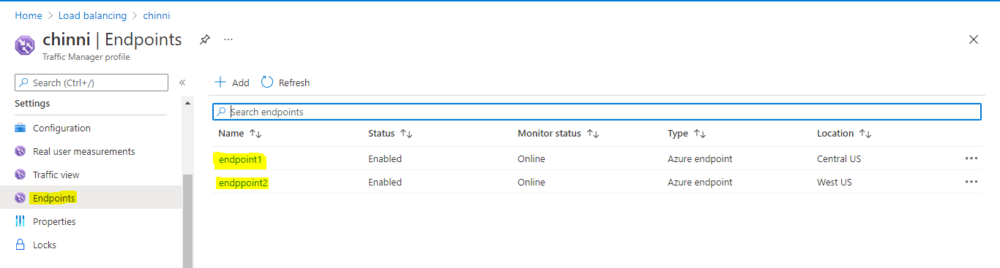 Home > Load balancing > chinni
chinni | Endpoints ...
Traffic Manager profile
Search (Ctrl+/) «
Settings
Configuration
Real user measurements
Traffic view
Endpoints
Properties
Locks
+ Add Refresh
Search endpoints
Name ↑↓ Status ↑↓ Monitor status ↑↓ Type ↑↓ Location ↑↓
endpoint1 Enabled Online Azure endpoint Central US ...
endppoint2 Enabled Online Azure endpoint West US ...